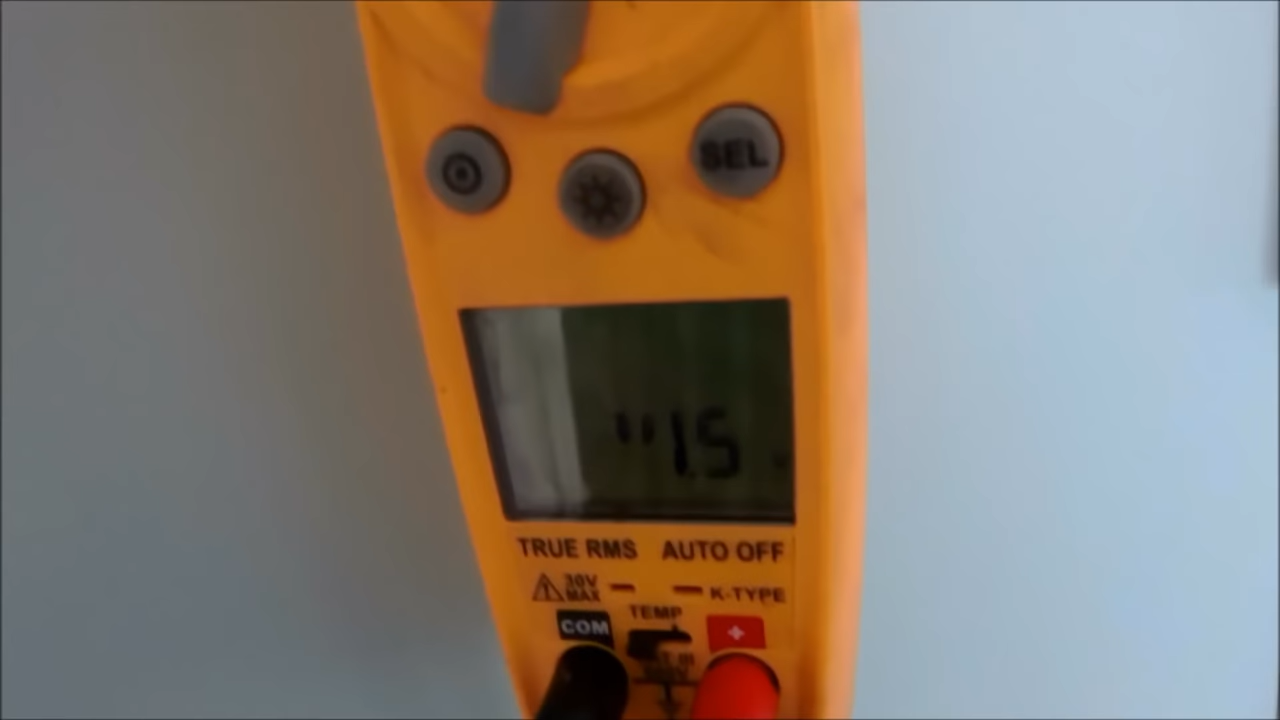 SEL
1.5
TRUE RMS AUTO OFF
30V MAX K-TYPE
TEMP
COM +